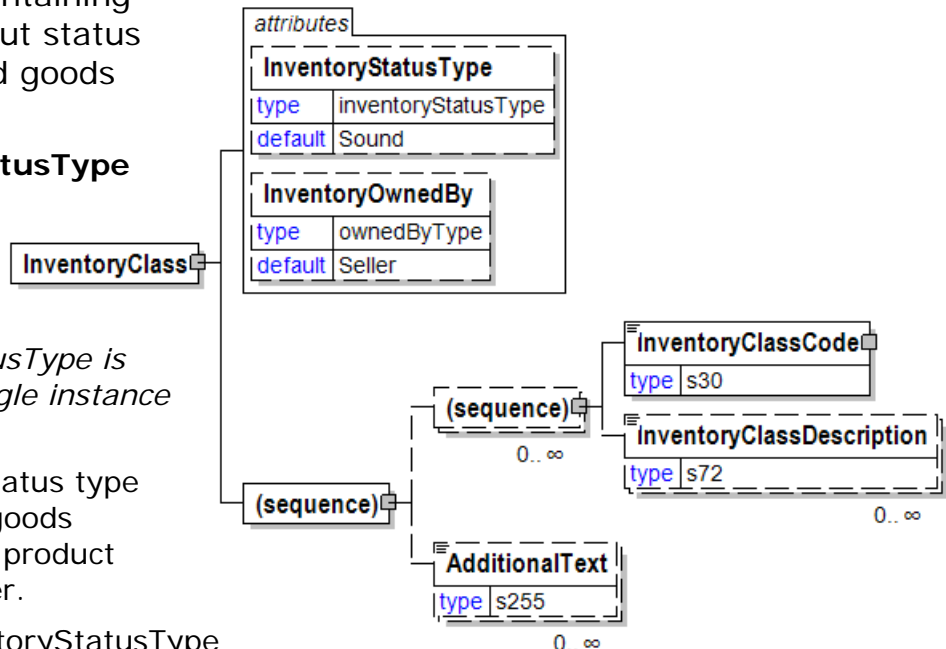 ntaining
out status
d goods
atusType
usType is
gle instance
atus type
goods
product
er.
toryStatusType
attributes
InventoryStatusType
type inventoryStatusType
default Sound
InventoryOwnedBy
type ownedByType
default Seller
InventoryClass
InventoryClassCode
type s30
(sequence)
0.. ∞
InventoryClassDescription
type s72
0.. ∞
(sequence)
AdditionalText
type s255
0.. ∞